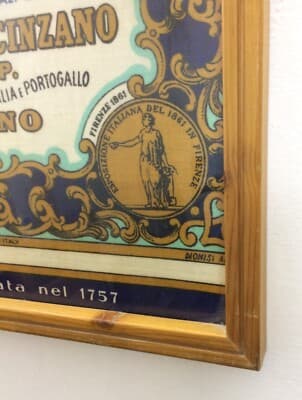 CINZANO
P.
LIA E PORTOGALLO
NO
FIRENZE 1861
ESPOSIZIONE ITALIANA DEL 1861 IN FIRENZE
ITALY
DIONISI
ata nel 1757